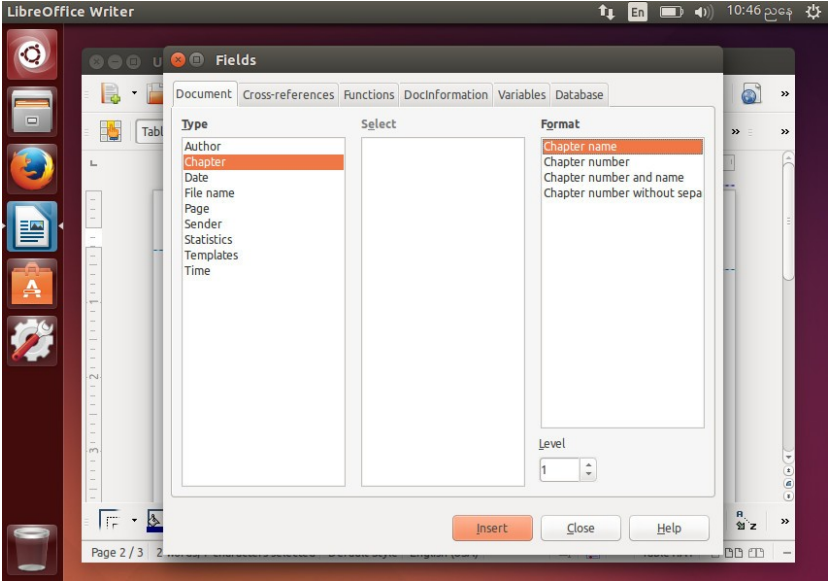 LibreOffice Writer
En
10:46 ညနေ
U
Fields
Document Cross-references Functions DocInformation Variables Database
Tabl
Type
Select
Format
Author
Chapter
Date
File name
Page
Sender
Statistics
Templates
Time
Chapter name
Chapter number
Chapter number and name
Chapter number without sepa
Level
1
Insert
Close
Help
Page 2 / 3